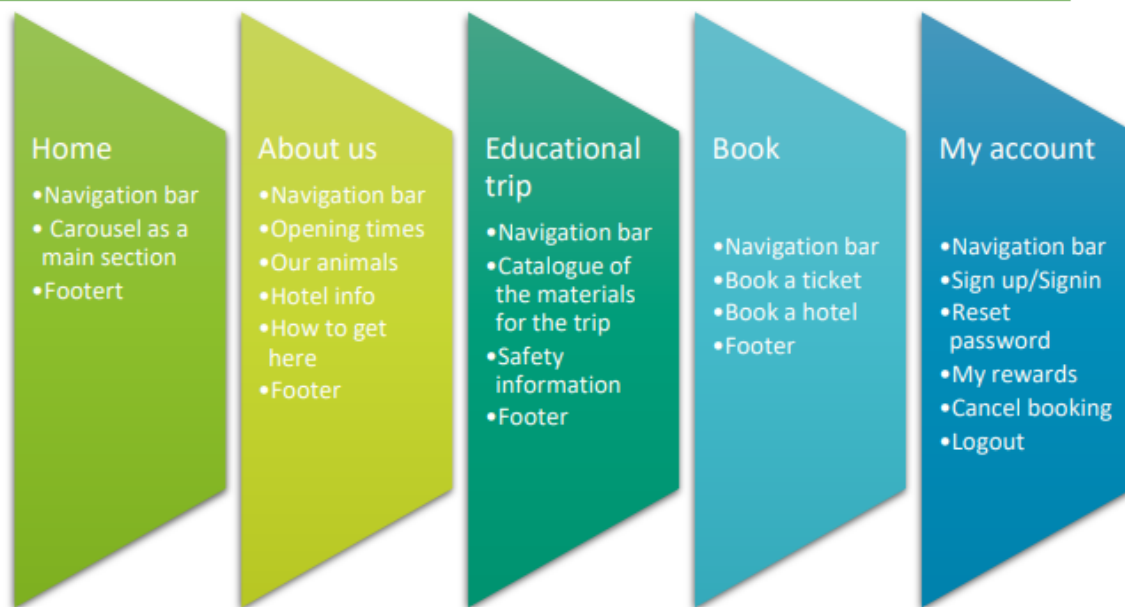 Home
•Navigation bar
• Carousel as a
main section
•Footert
About us
•Navigation bar
•Opening times
•Our animals
•Hotel info
•How to get
here
•Footer
Educational
trip
•Navigation bar
•Catalogue of
the materials
for the trip
•Safety
information
•Footer
Book
•Navigation bar
•Book a ticket
•Book a hotel
•Footer
My account
•Navigation bar
•Sign up/Signin
•Reset
password
•My rewards
•Cancel booking
•Logout